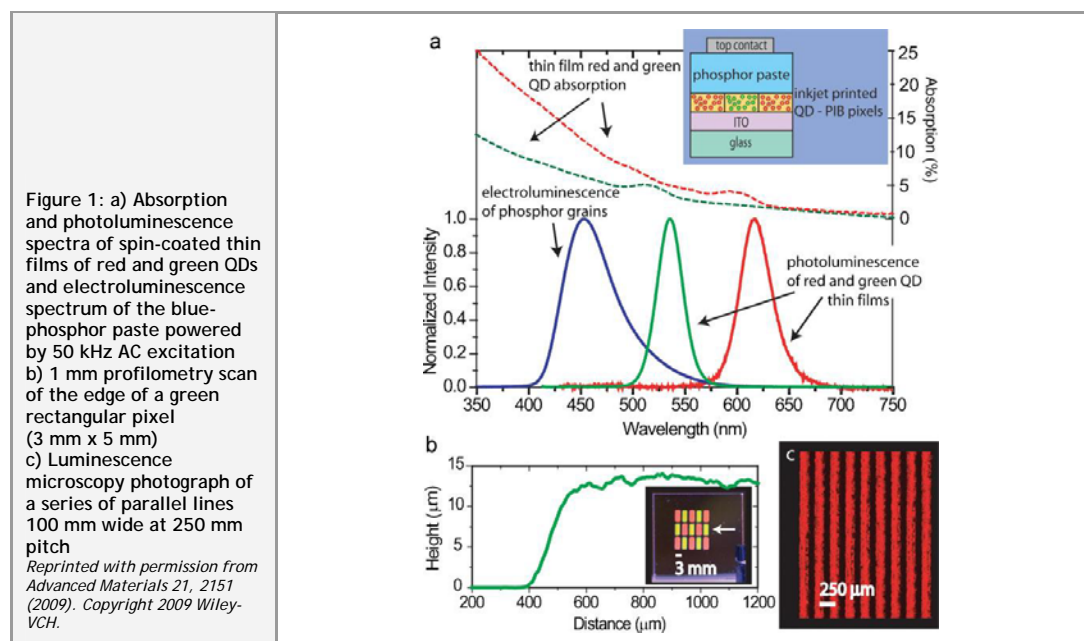 Figure 1: a) Absorption
and photoluminescence
spectra of spin-coated thin
films of red and green QDs
and electroluminescence
spectrum of the blue-
phosphor paste powered
by 50 kHz AC excitation
b) 1 mm profilometry scan
of the edge of a green
rectangular pixel
(3 mm x 5 mm)
c) Luminescence
microscopy photograph of
a series of parallel lines
100 mm wide at 250 mm
pitch
Reprinted with permission from
Advanced Materials 21, 2151
(2009). Copyright 2009 Wiley-
VCH.
a
thin film red and green
QD absorption
top contact
phosphor paste
inkjet printed
QD - PIB pixels
ITO
glass
25
20
15
10
5
0
Absorption (%)
electroluminescence
of phosphor grains
photoluminescence
of red and green QD
thin films
1.0
0.8
0.6
0.4
0.2
0.0
Normalized Intensity
350 400 450 500 550 600 650 700 750
Wavelength (nm)
b
15
10
5
0
Height (µm)
3 mm
200 400 600 800 1000 1200
Distance (µm)
c
250 µm